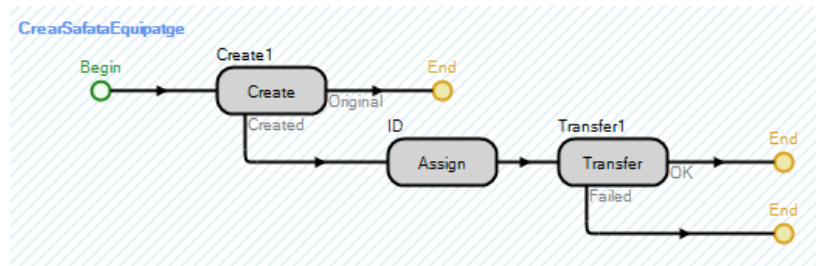 CrearSafataEquipatge
Create1
Begin
End
Create
Original
Created
ID
Transfer1
End
Assign
Transfer
OK
Failed
End